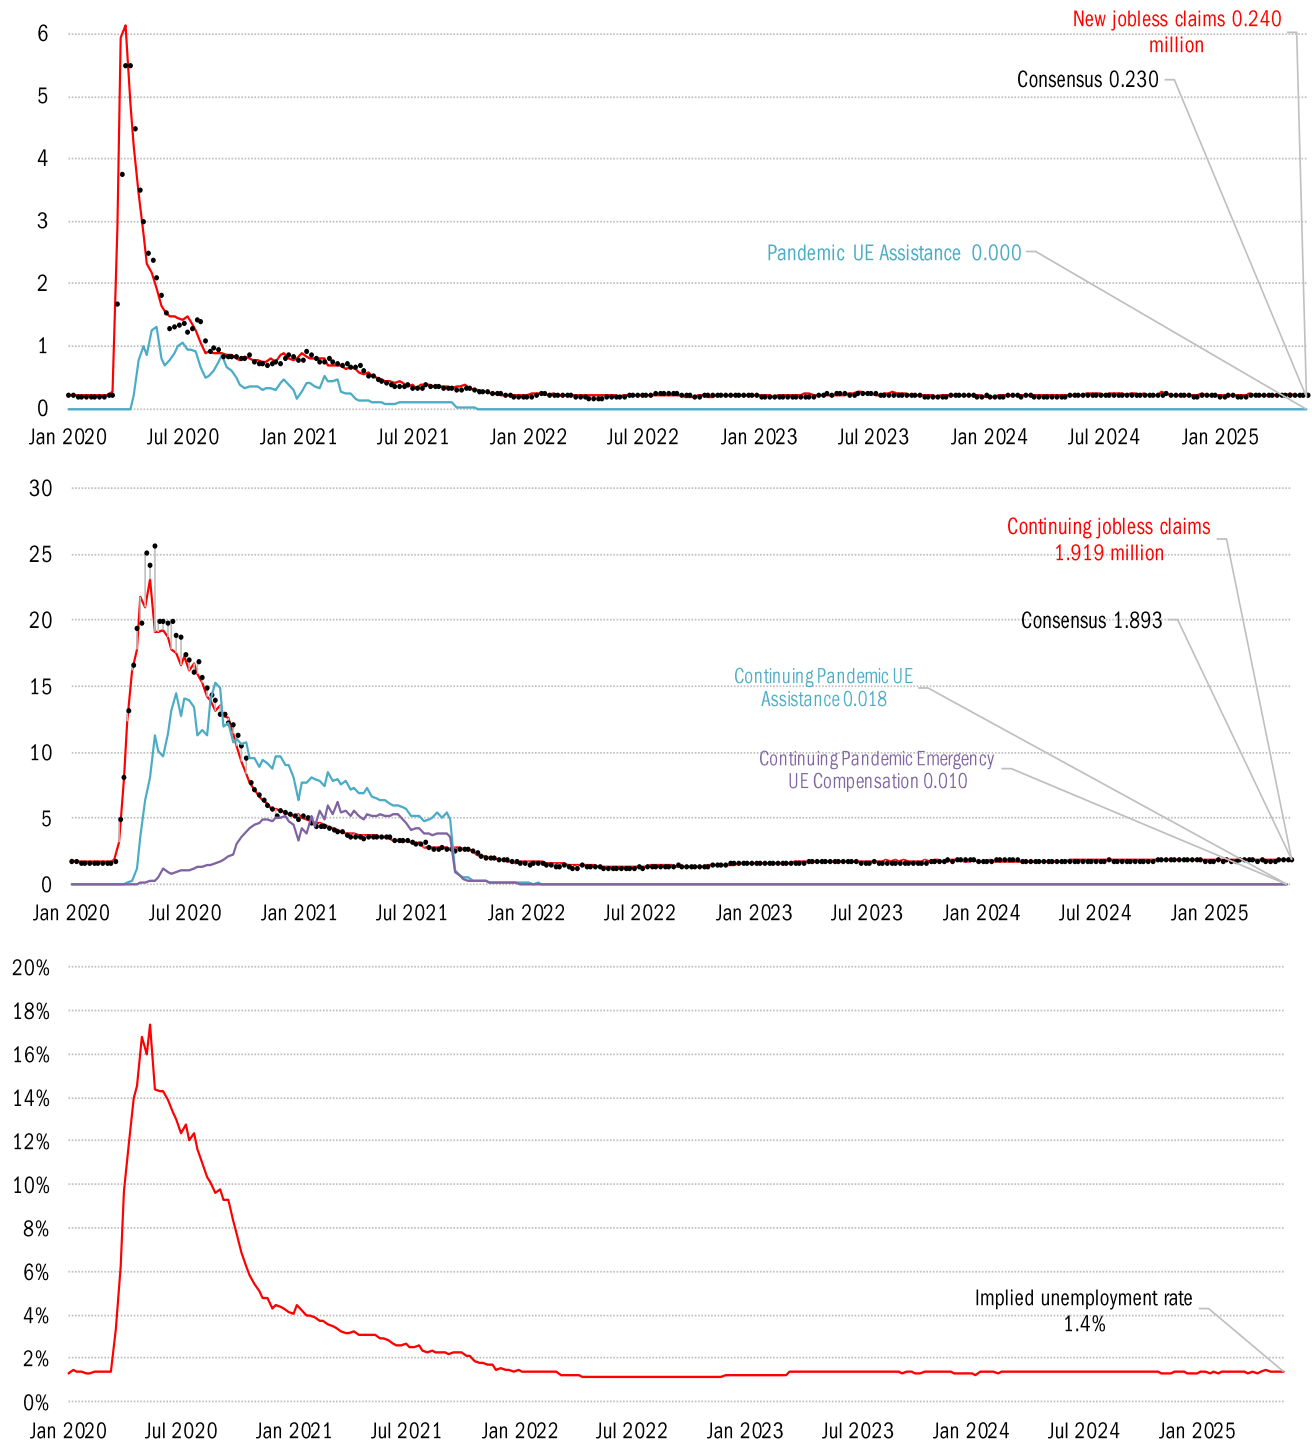 New jobless claims 0.240
million
6
Consensus 0.230
5
4
3
Pandemic UE Assistance 0.000
2
1
0
Jan 2020 Jul 2020 Jan 2021 Jul 2021 Jan 2022 Jul 2022 Jan 2023 Jul 2023 Jan 2024 Jul 2024 Jan 2025
30
Continuing jobless claims
1.919 million
25
20
Consensus 1.893
Continuing Pandemic UE
Assistance 0.018
15
Continuing Pandemic Emergency
UE Compensation 0.010
10
5
0
Jan 2020 Jul 2020 Jan 2021 Jul 2021 Jan 2022 Jul 2022 Jan 2023 Jul 2023 Jan 2024 Jul 2024 Jan 2025
20%
18%
16%
14%
12%
10%
8%
6%
Implied unemployment rate
1.4%
4%
2%
0%
Jan 2020 Jul 2020 Jan 2021 Jul 2021 Jan 2022 Jul 2022 Jan 2023 Jul 2023 Jan 2024 Jul 2024 Jan 2025